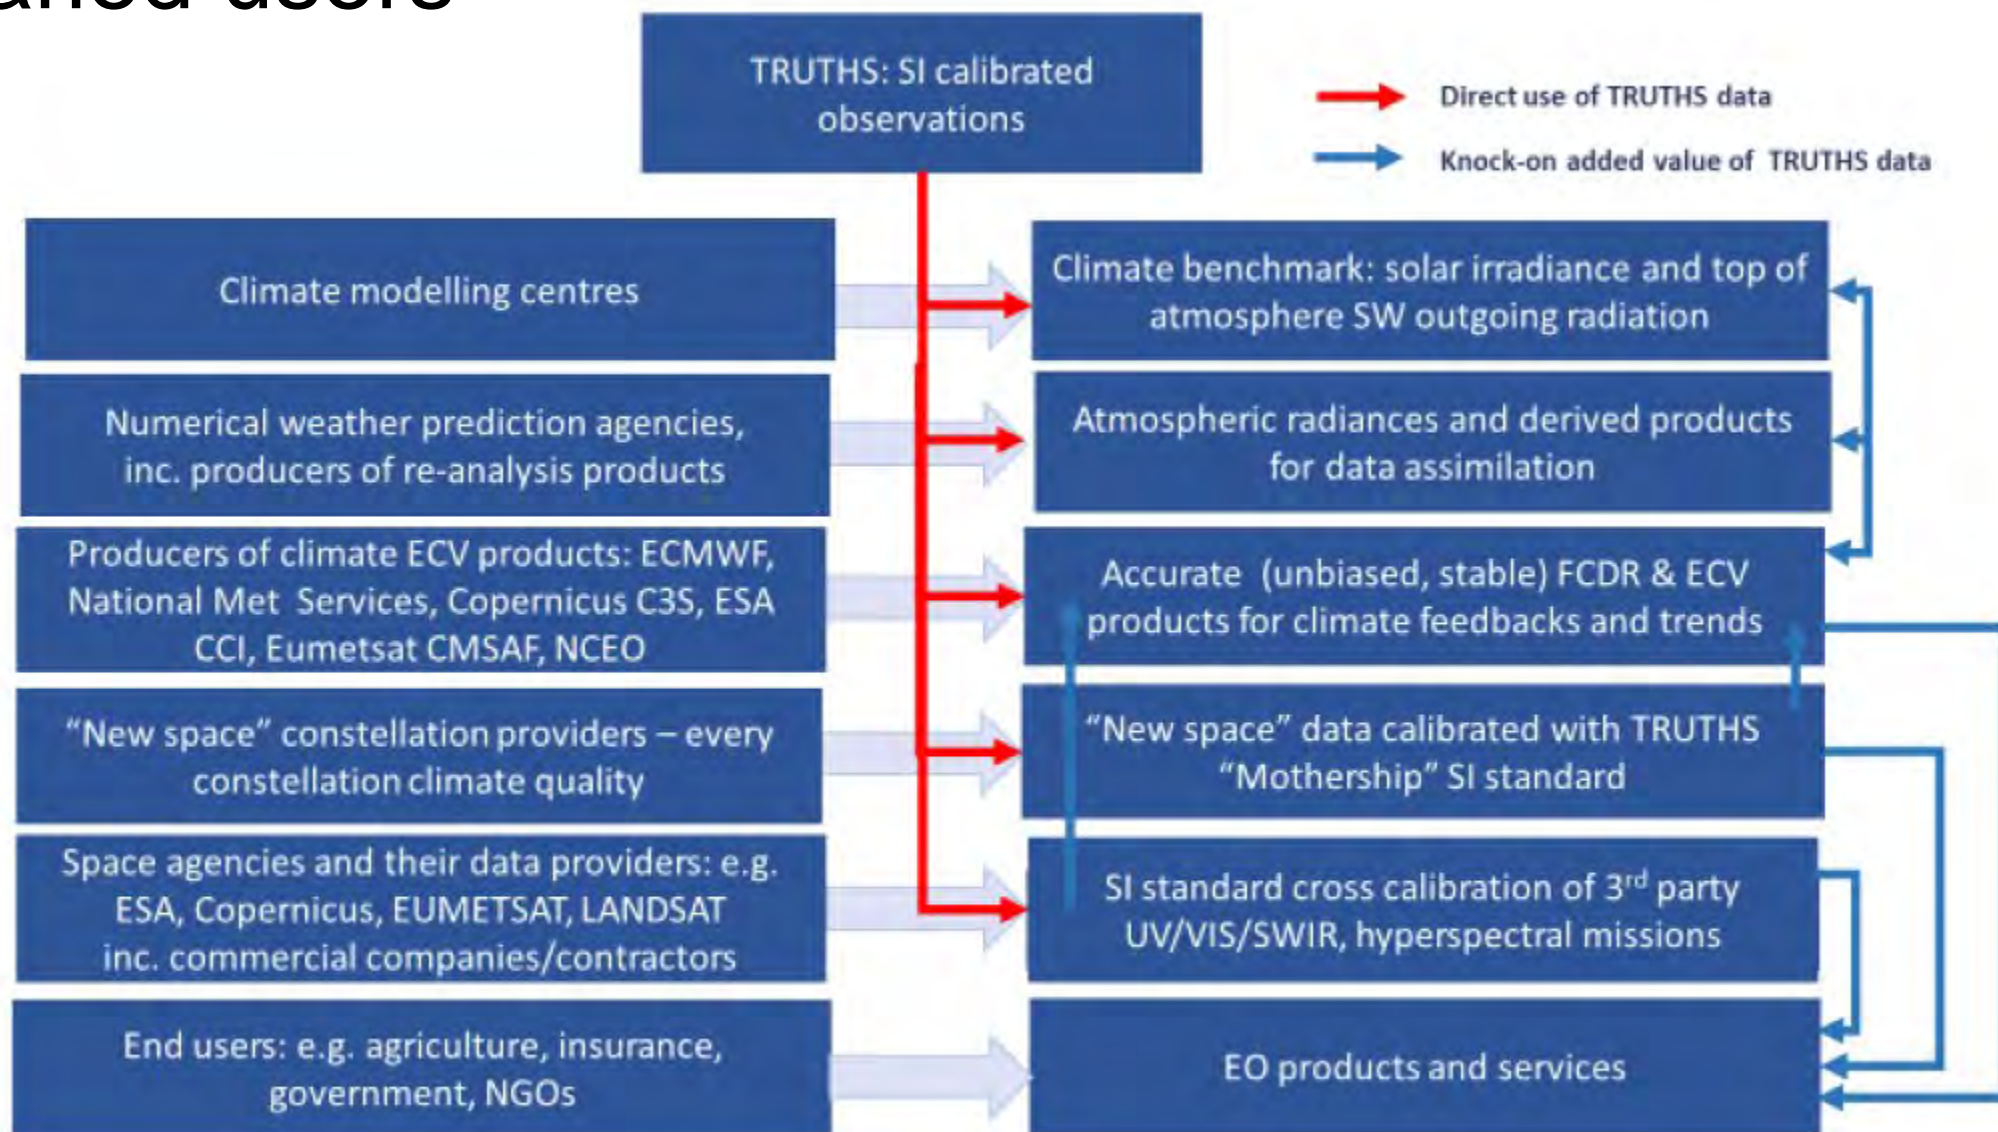 users
TRUTHS: SI calibrated
observations
Direct use of TRUTHS data
Knock-on added value of TRUTHS data
Climate modelling centres
Climate benchmark: solar irradiance and top of
atmosphere SW outgoing radiation
Numerical weather prediction agencies,
inc. producers of re-analysis products
Atmospheric radiances and derived products
for data assimilation
Producers of climate ECV products: ECMWF,
National Met Services, Copernicus C3S, ESA
CCI, Eumetsat CMSAF, NCEO
Accurate (unbiased, stable) FCDR & ECV
products for climate feedbacks and trends
“New space” constellation providers – every
constellation climate quality
“New space” data calibrated with TRUTHS
“Mothership” SI standard
Space agencies and their data providers: e.g.
ESA, Copernicus, EUMETSAT, LANDSAT
inc. commercial companies/contractors
SI standard cross calibration of 3rd party
UV/VIS/SWIR, hyperspectral missions
End users: e.g. agriculture, insurance,
government, NGOs
EO products and services